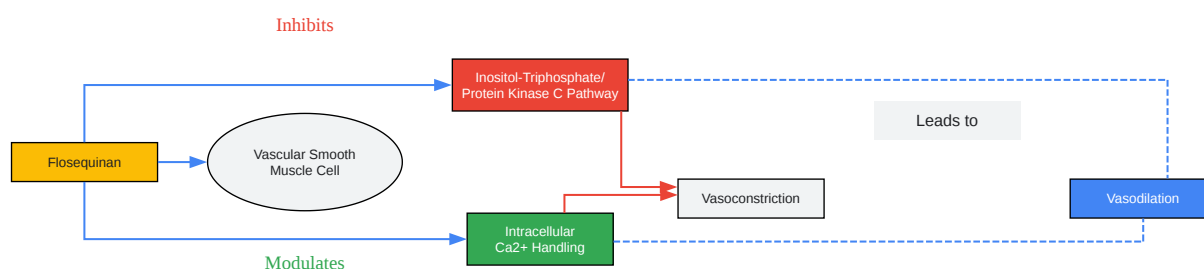 Inhibits
Inositol-Triphosphate/
Protein Kinase C Pathway
Leads to
Flosequinan
Vascular Smooth
Muscle Cell
Vasoconstriction
Vasodilation
Intracellular
Ca2+ Handling
Modulates